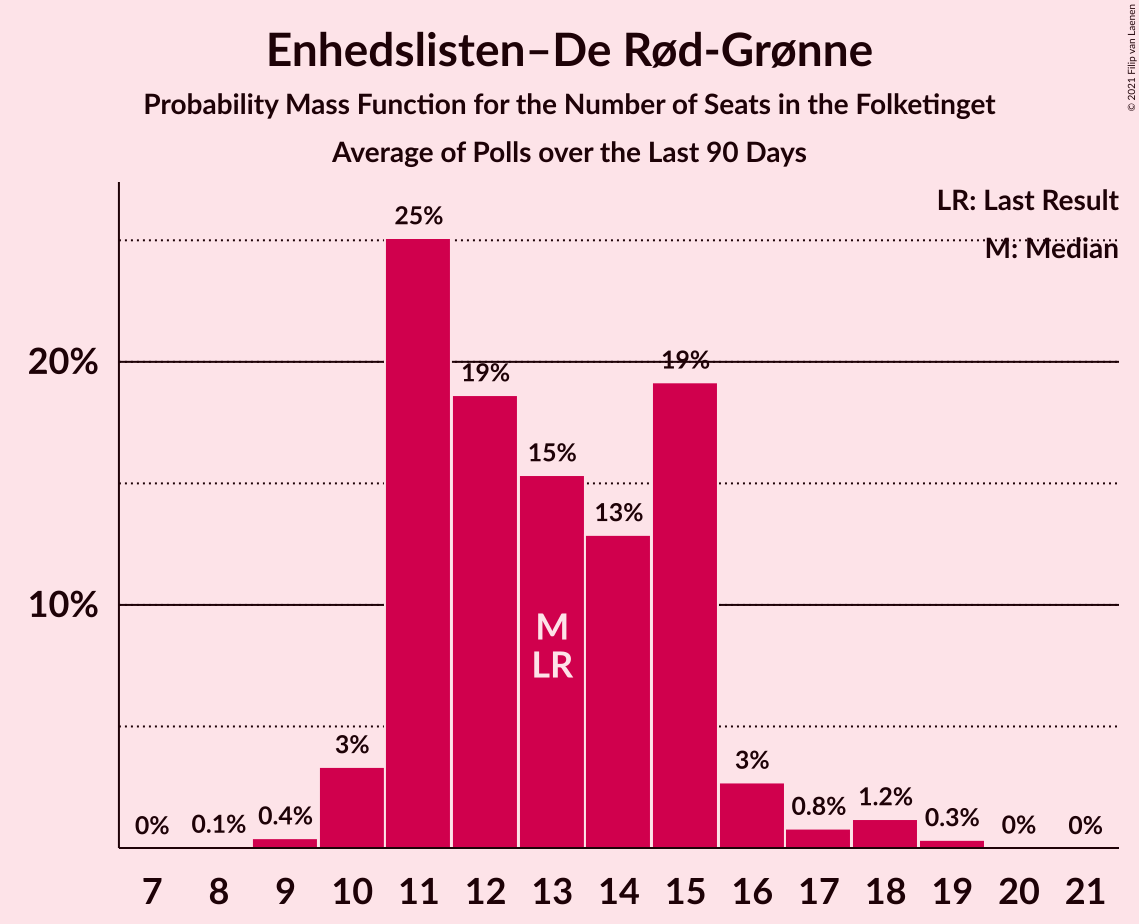 Enhedslisten–De Rød-Grønne
Probability Mass Function for the Number of Seats in the Folketinget
Average of Polls over the Last 90 Days
© 2021 Filip van Laenen
LR: Last Result
M: Median
25%
20%
19%
19%
15%
13%
10%
M
LR
3%
3%
0%
0.1%
0.4%
0.8%
1.2%
0.3%
0%
0%
7 8 9 10 11 12 13 14 15 16 17 18 19 20 21